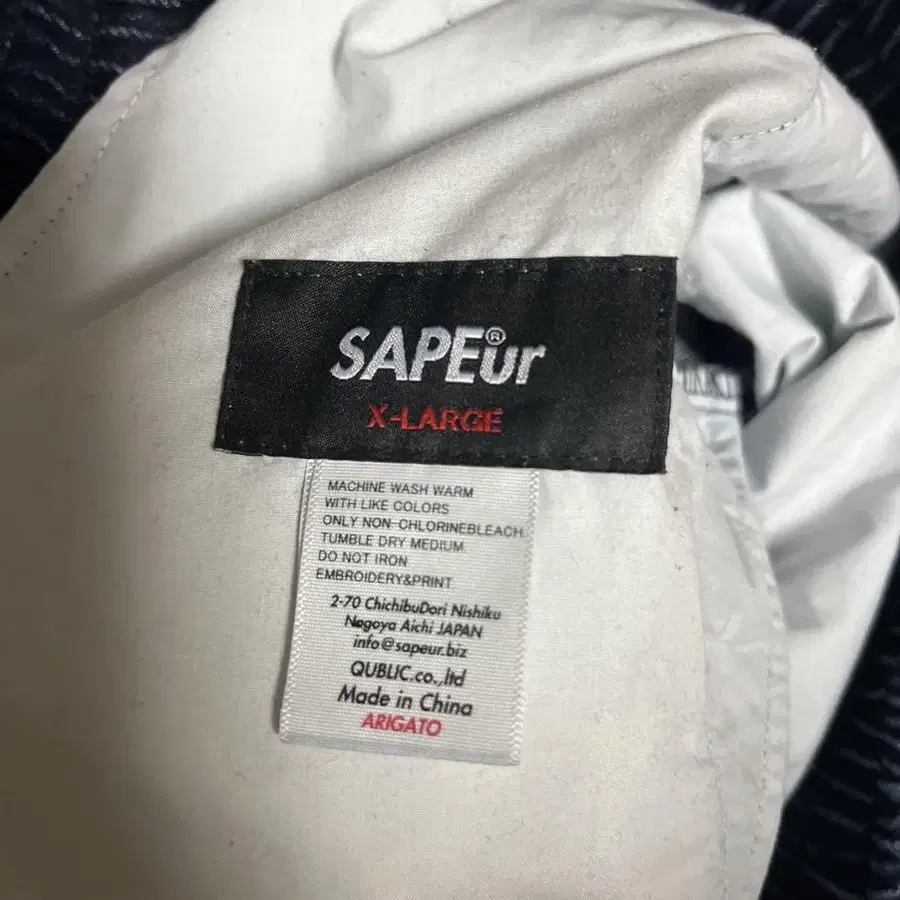 SAPEur®
X-LARGE
MACHINE WASH WARM
WITH LIKE COLORS
ONLY NON CHLORINEBLEACH
TUMBLE DRY MEDIUM
DO NOT IRON
EMBROIDERY&PRINT
2-70 ChichibuDori Nishiku
Nagoya Aichi JAPAN
info@sapeur.biz
QUBLIC.co.,ltd
Made in China
ARIGATO